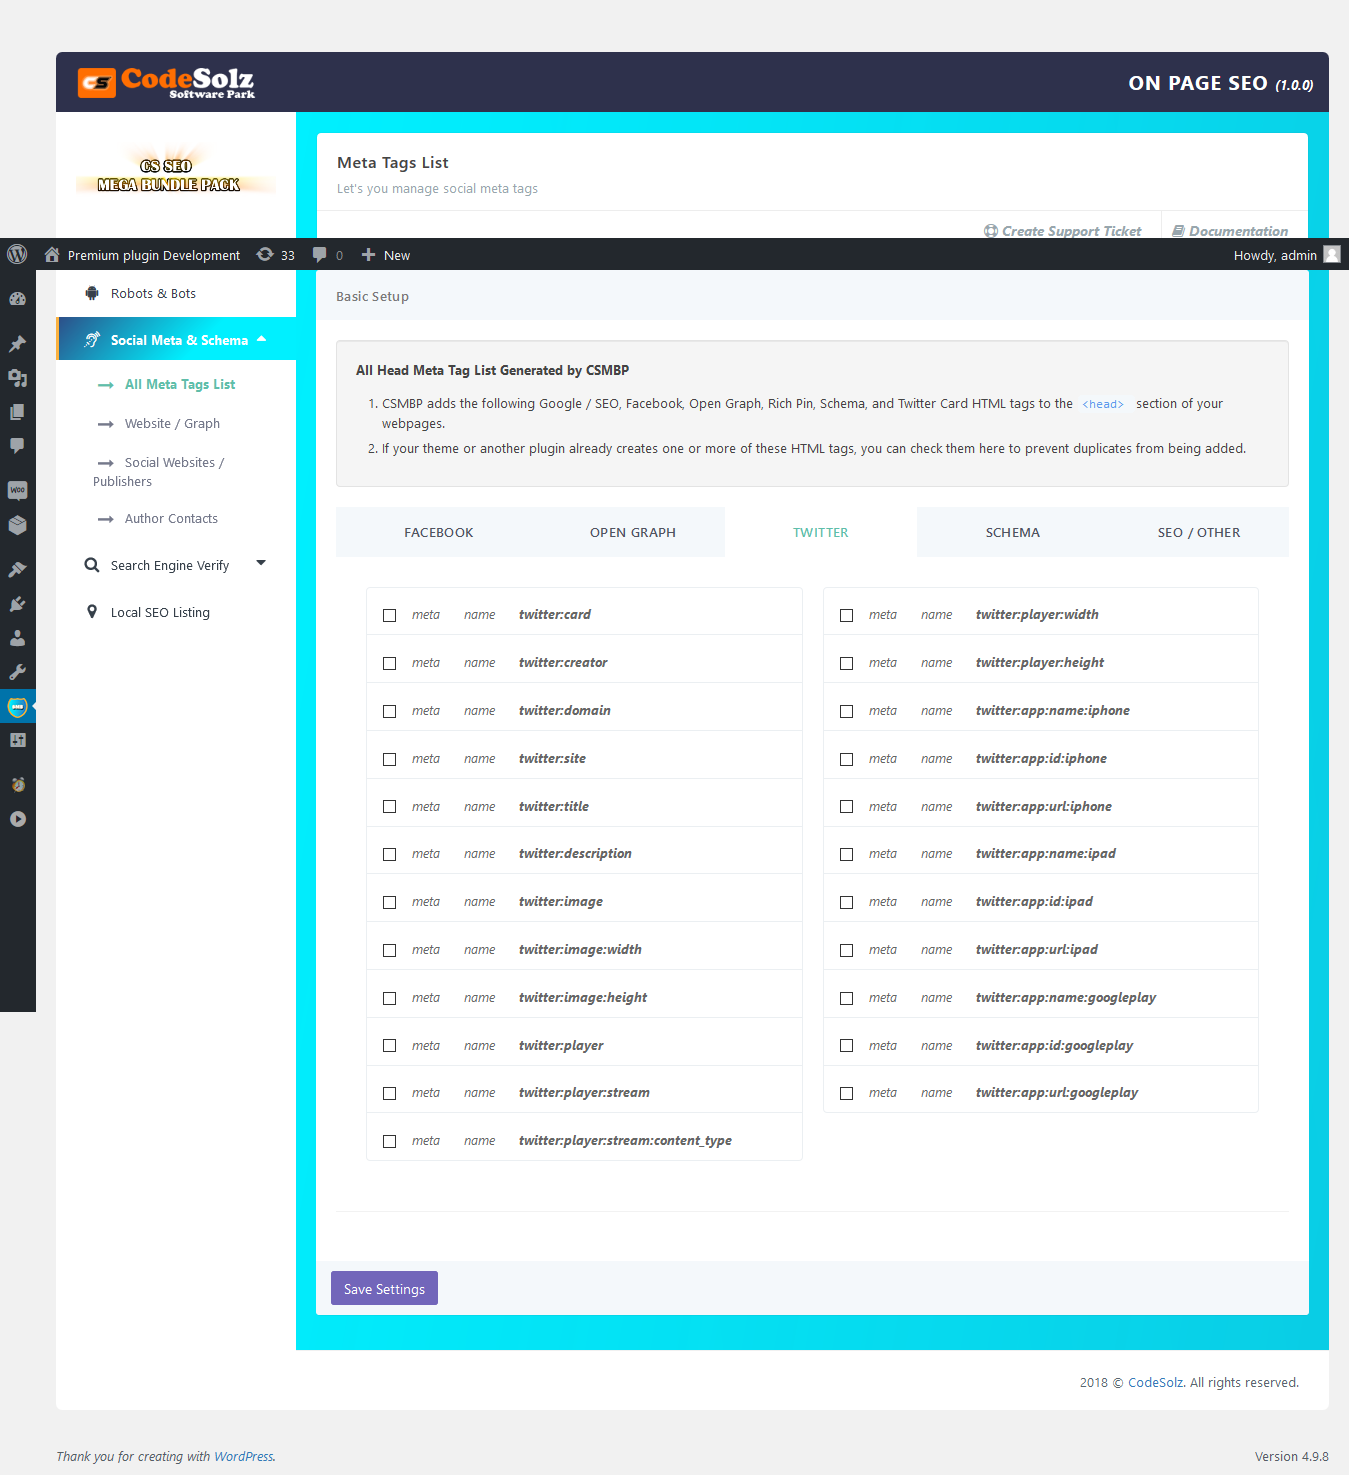 CS CodeSolz
Software Park
ON PAGE SEO (1.0.0)
CS SEO
MEGA BUNDLE PACK
Meta Tags List
Let's you manage social meta tags
Create Support Ticket
Documentation
Premium plugin Development
33
0
New
Howdy, admin
Robots & Bots
Social Meta & Schema
All Meta Tags List
Website / Graph
Social Websites /
Publishers
Author Contacts
Search Engine Verify
Local SEO Listing
Basic Setup
All Head Meta Tag List Generated by CSMBP
1. CSMBP adds the following Google / SEO, Facebook, Open Graph, Rich Pin, Schema, and Twitter Card HTML tags to the <head> section of your
webpages.
2. If your theme or another plugin already creates one or more of these HTML tags, you can check them here to prevent duplicates from being added.
FACEBOOK
OPEN GRAPH
TWITTER
SCHEMA
SEO / OTHER
meta name twitter:card
meta name twitter:creator
meta name twitter:domain
meta name twitter:site
meta name twitter:title
meta name twitter:description
meta name twitter:image
meta name twitter:image:width
meta name twitter:image:height
meta name twitter:player
meta name twitter:player:stream
meta name twitter:player:stream:content_type
meta name twitter:player:width
meta name twitter:player:height
meta name twitter:app:name:iphone
meta name twitter:app:id:iphone
meta name twitter:app:url:iphone
meta name twitter:app:name:ipad
meta name twitter:app:id:ipad
meta name twitter:app:url:ipad
meta name twitter:app:name:googleplay
meta name twitter:app:id:googleplay
meta name twitter:app:url:googleplay
Save Settings
2018 © CodeSolz. All rights reserved.
Thank you for creating with WordPress.
Version 4.9.8